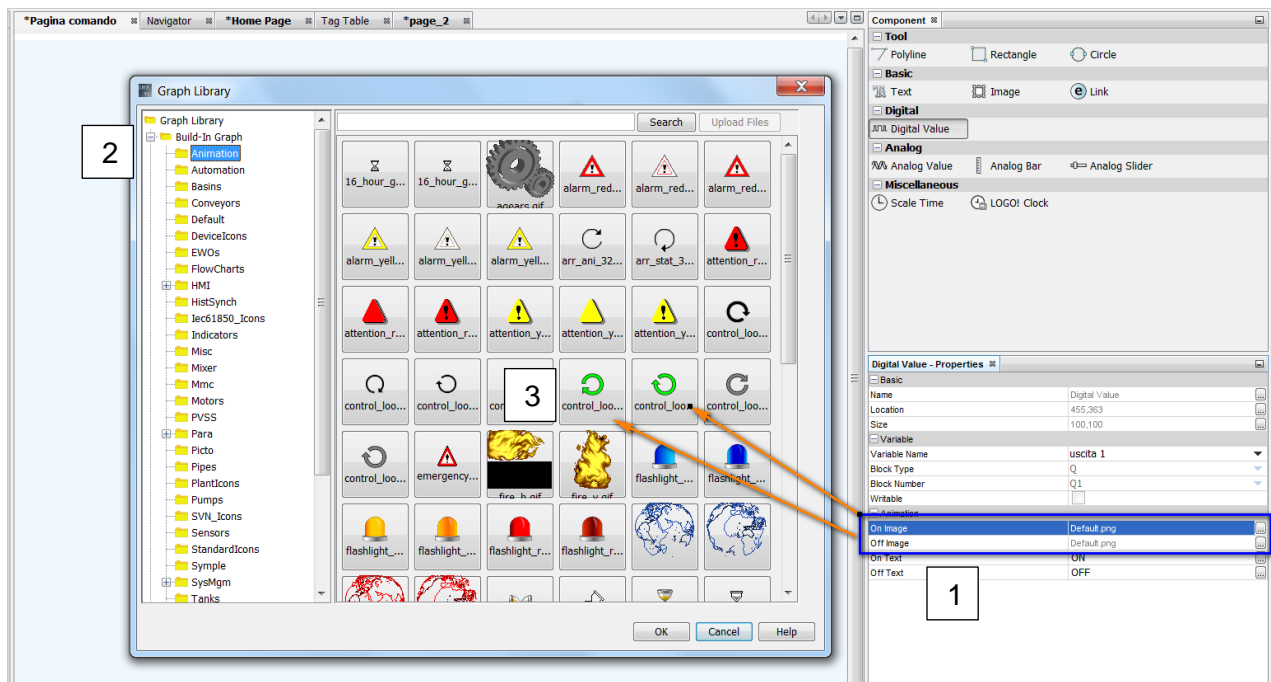 *Pagina comando
Navigator
*Home Page
Tag Table
*page_2
Component
Tool
Polyline
Rectangle
Circle
Basic
Text
Image
Link
Digital
Digital Value
Analog
Analog Value
Analog Bar
Analog Slider
Miscellaneous
Scale Time
LOGO! Clock
Graph Library
2
Graph Library
Build-In Graph
Animation
Automation
Basins
Conveyors
Default
DeviceIcons
EWOs
FlowCharts
HMI
HistSynch
Iec61850_Icons
Indicators
Misc
Mixer
Mmc
Motors
PVSS
Para
Picto
Pipes
PlantIcons
Pumps
SVN_Icons
Sensors
StandardIcons
Symple
SysMgm
Tanks
Search
Upload Files
16_hour_g...
16_hour_g...
agears.gif
alarm_red...
alarm_red...
alarm_red...
alarm_yell...
alarm_yell...
alarm_yell...
arr_ani_32...
arr_stat_3...
attention_r...
attention_r...
attention_r...
attention_y...
attention_y...
attention_y...
control_loo...
control_loo...
control_loo...
3
control_loo...
control_loo
control_loo...
control_loo...
emergency...
fire_h.gif
fire_v.gif
flashlight_...
flashlight_...
flashlight_...
flashlight_...
flashlight_r...
flashlight_r...
OK
Cancel
Help
Digital Value - Properties
Basic
Name Digital Value
Location 455,363
Size 100,100
Variable
Variable Name uscita 1
Block Type Q
Block Number Q1
Writable
Animation
On Image Default.png
Off Image Default.png
On Text ON
Off Text OFF
1